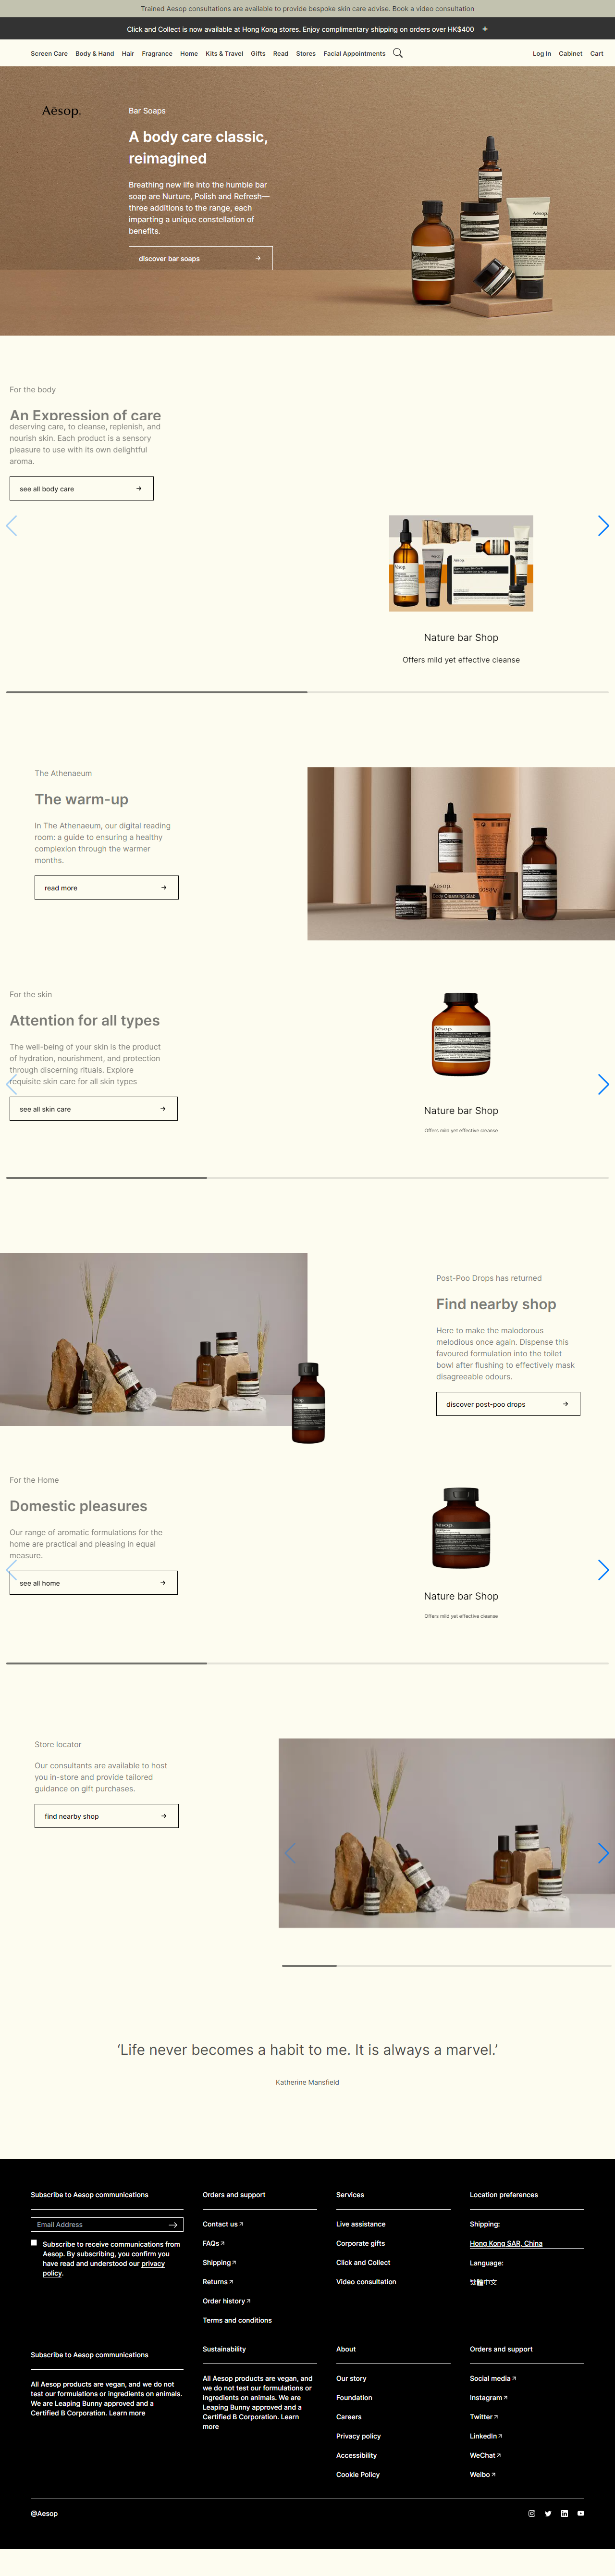 Trained Aesop consultations are available to provide bespoke skin care advise. Book a video consultation
Click and Collect is now available at Hong Kong stores. Enjoy complimentary shipping on orders over HK$400 +
Screen Care Body & Hand Hair Fragrance Home Kits & Travel Gifts Read Stores Facial Appointments Log In Cabinet Cart
Aēsop.
Bar Soaps
A body care classic,
reimagined
Breathing new life into the humble bar
soap are Nurture, Polish and Refresh—
three additions to the range, each
imparting a unique constellation of
benefits.
discover bar soaps →
For the body
An Expression of care
deserving care, to cleanse, replenish, and
nourish skin. Each product is a sensory
pleasure to use with its own delightful
aroma.
see all body care →
Nature bar Shop
Offers mild yet effective cleanse
The Athenaeum
The warm-up
In The Athenaeum, our digital reading
room: a guide to ensuring a healthy
complexion through the warmer
months.
read more →
For the skin
Attention for all types
The well-being of your skin is the product
of hydration, nourishment, and protection
through discerning rituals. Explore
requisite skin care for all skin types
see all skin care →
Nature bar Shop
Offers mild yet effective cleanse
Post-Poo Drops has returned
Find nearby shop
Here to make the malodorous
melodious once again. Dispense this
favoured formulation into the toilet
bowl after flushing to effectively mask
disagreeable odours.
discover post-poo drops →
For the Home
Domestic pleasures
Our range of aromatic formulations for the
home are practical and pleasing in equal
measure.
see all home →
Nature bar Shop
Offers mild yet effective cleanse
Store locator
Our consultants are available to host
you in-store and provide tailored
guidance on gift purchases.
find nearby shop →
‘Life never becomes a habit to me. It is always a marvel.’
Katherine Mansfield
Subscribe to Aesop communications
Email Address →
Subscribe to receive communications from
Aesop. By subscribing, you confirm you
have read and understood our privacy
policy.
Orders and support
Contact us ↗
FAQs ↗
Shipping ↗
Returns ↗
Order history ↗
Terms and conditions
Services
Live assistance
Corporate gifts
Click and Collect
Video consultation
Location preferences
Shipping:
Hong Kong SAR, China
Language:
繁體中文
Subscribe to Aesop communications
All Aesop products are vegan, and we do not
test our formulations or ingredients on animals.
We are Leaping Bunny approved and a
Certified B Corporation. Learn more
Sustainability
All Aesop products are vegan, and
we do not test our formulations or
ingredients on animals. We are
Leaping Bunny approved and a
Certified B Corporation. Learn
more
About
Our story
Foundation
Careers
Privacy policy
Accessibility
Cookie Policy
Orders and support
Social media ↗
Instagram ↗
Twitter ↗
LinkedIn ↗
WeChat ↗
Weibo ↗
@Aesop